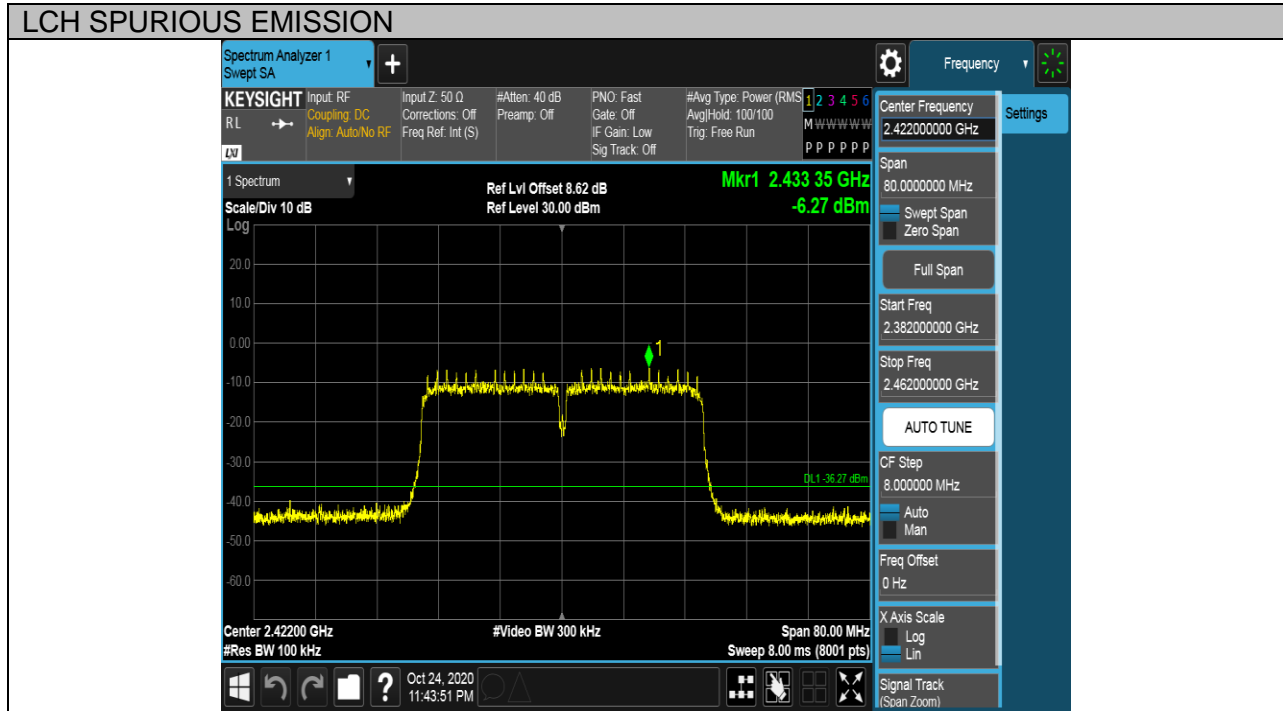 LCH SPURIOUS EMISSION
Spectrum Analyzer 1
Swept SA
+
Frequency
KEYSIGHT
RL
LXI
Input: RF
Coupling: DC
Align: Auto/No RF
Input Z: 50 Ω
Corrections: Off
Freq Ref: Int (S)
#Atten: 40 dB
Preamp: Off
PNO: Fast
Gate: Off
IF Gain: Low
Sig Track: Off
#Avg Type: Power (RMS
Avg|Hold: 100/100
Trig: Free Run
1 2 3 4 5 6
M W W W W W
P P P P P P
1 Spectrum
Scale/Div 10 dB
Log
Ref Lvl Offset 8.62 dB
Ref Level 30.00 dBm
Mkr1 2.433 35 GHz
-6.27 dBm
20.0
10.0
0.00
-10.0
-20.0
-30.0
-40.0
-50.0
-60.0
1
DL1 -36.27 dBm
Center 2.42200 GHz
#Res BW 100 kHz
#Video BW 300 kHz
Span 80.00 MHz
Sweep 8.00 ms (8001 pts)
Center Frequency
2.422000000 GHz
Settings
Span
80.0000000 MHz
Swept Span
Zero Span
Full Span
Start Freq
2.382000000 GHz
Stop Freq
2.462000000 GHz
AUTO TUNE
CF Step
8.000000 MHz
Auto
Man
Freq Offset
0 Hz
X Axis Scale
Log
Lin
Signal Track
(Span Zoom)
?
Oct 24, 2020
11:43:51 PM